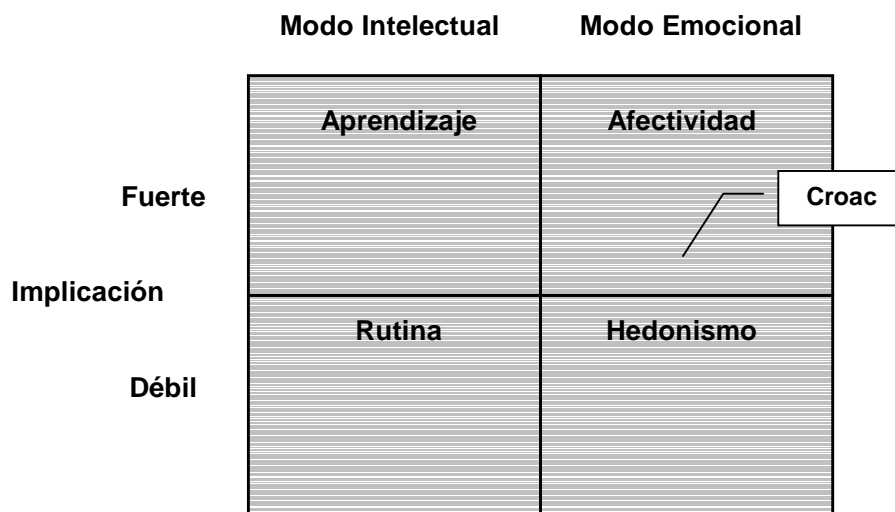 Modo Intelectual Modo Emocional
Aprendizaje Afectividad
Fuerte Croac
Implicación
Rutina Hedonismo
Débil